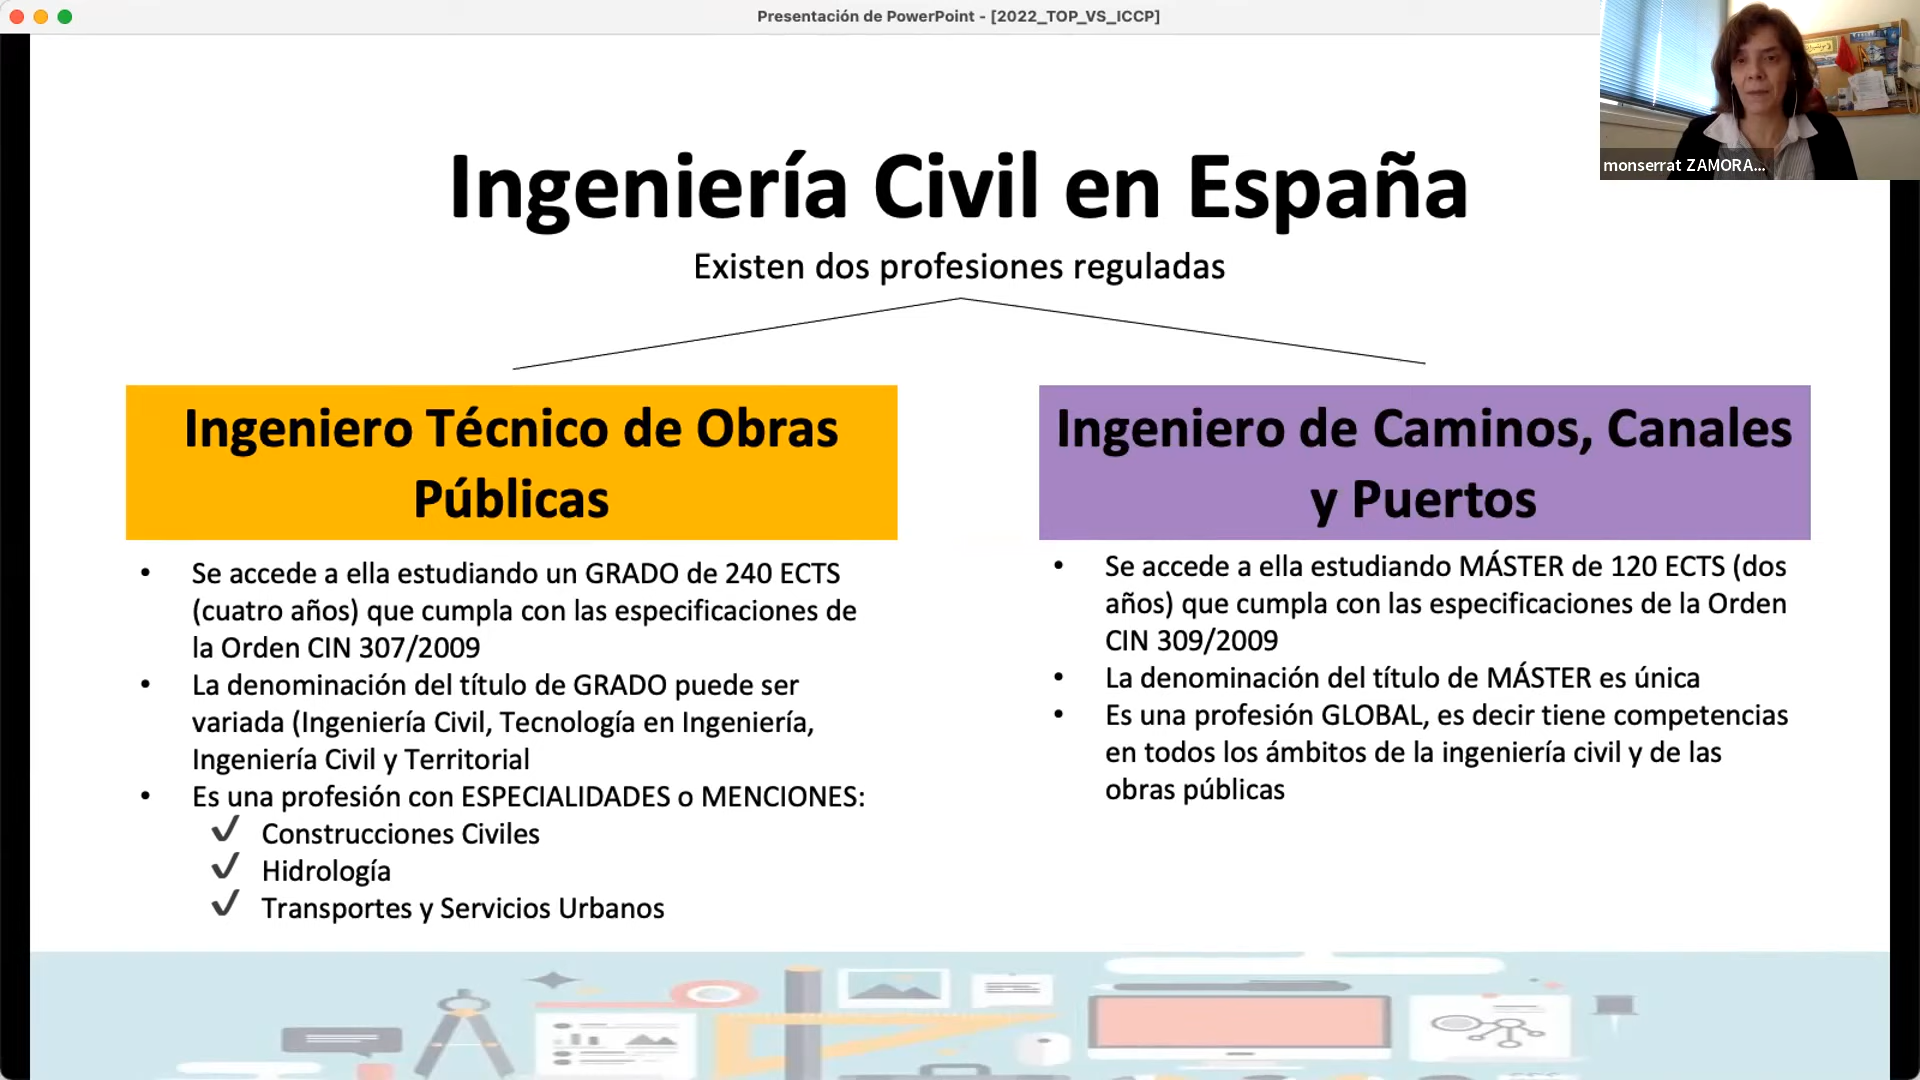 Presentación de PowerPoint - [2022_TOP_VS_ICCP]
monserrat ZAMORA...
Ingeniería Civil en España
Existen dos profesiones reguladas
Ingeniero Técnico de Obras
Públicas
• Se accede a ella estudiando un GRADO de 240 ECTS
(cuatro años) que cumpla con las especificaciones de
la Orden CIN 307/2009
• La denominación del título de GRADO puede ser
variada (Ingeniería Civil, Tecnología en Ingeniería,
Ingeniería Civil y Territorial
• Es una profesión con ESPECIALIDADES o MENCIONES:
✓ Construcciones Civiles
✓ Hidrología
✓ Transportes y Servicios Urbanos
Ingeniero de Caminos, Canales
y Puertos
• Se accede a ella estudiando MÁSTER de 120 ECTS (dos
años) que cumpla con las especificaciones de la Orden
CIN 309/2009
• La denominación del título de MÁSTER es única
• Es una profesión GLOBAL, es decir tiene competencias
en todos los ámbitos de la ingeniería civil y de las
obras públicas